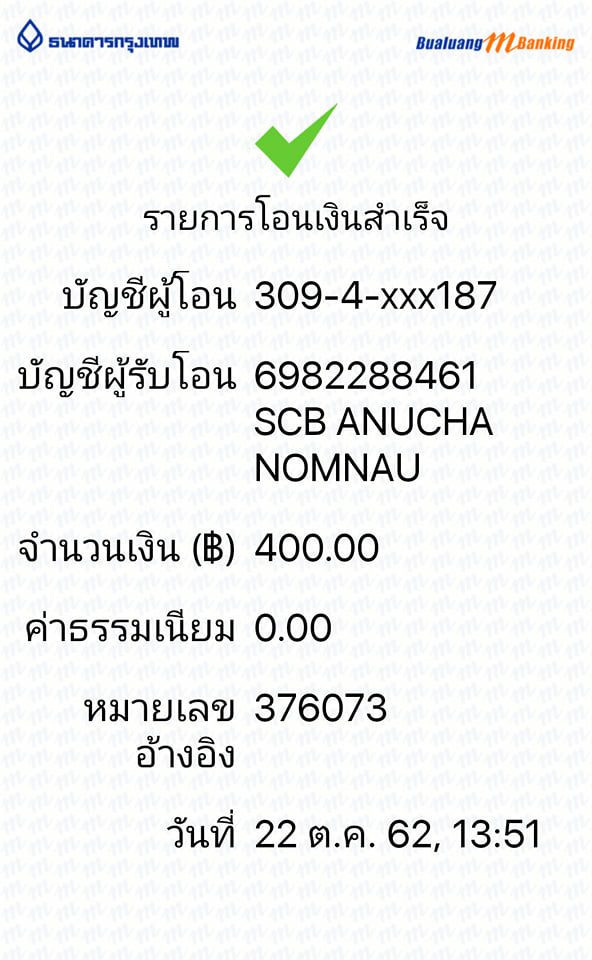 ธนาคารกรุงเทพ
Bualuang mBanking
รายการโอนเงินสำเร็จ
บัญชีผู้โอน 309-4-xxx187
บัญชีผู้รับโอน 6982288461
SCB ANUCHA
NOMNAU
จำนวนเงิน (฿) 400.00
ค่าธรรมเนียม 0.00
หมายเลข 376073
อ้างอิง
วันที่ 22 ต.ค. 62, 13:51